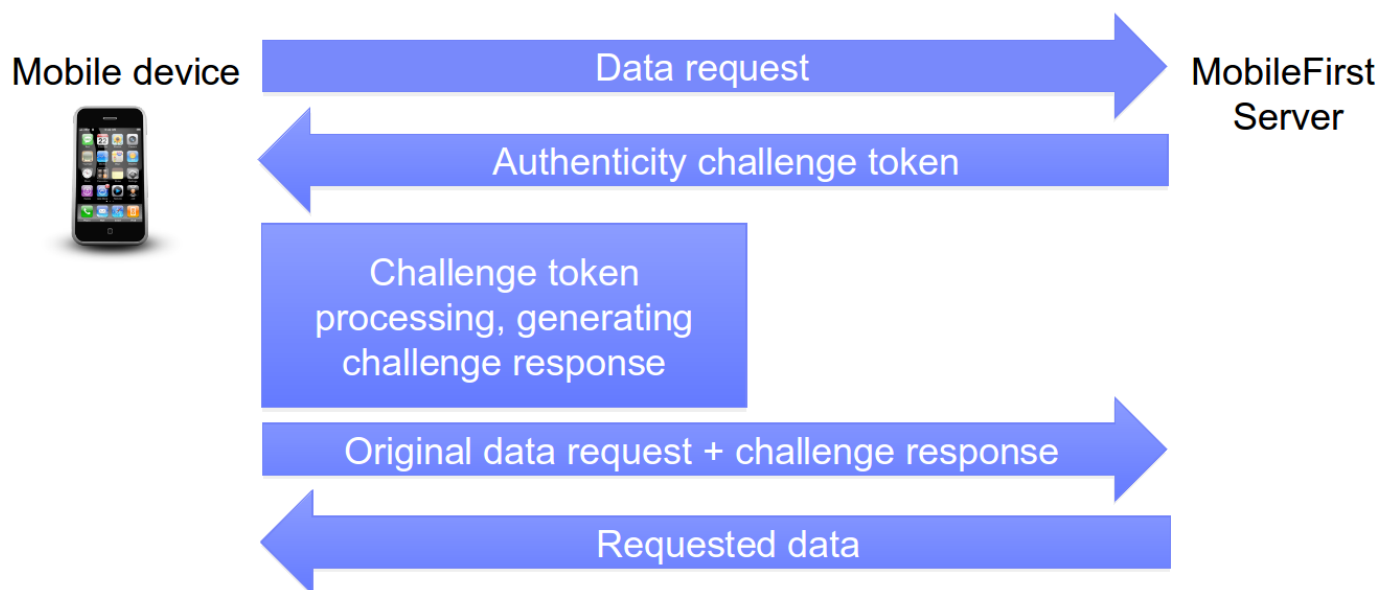 Data request
Mobile device
MobileFirst
Server
Authenticity challenge token
Challenge token
processing, generating
challenge response
Original data request + challenge response
Requested data